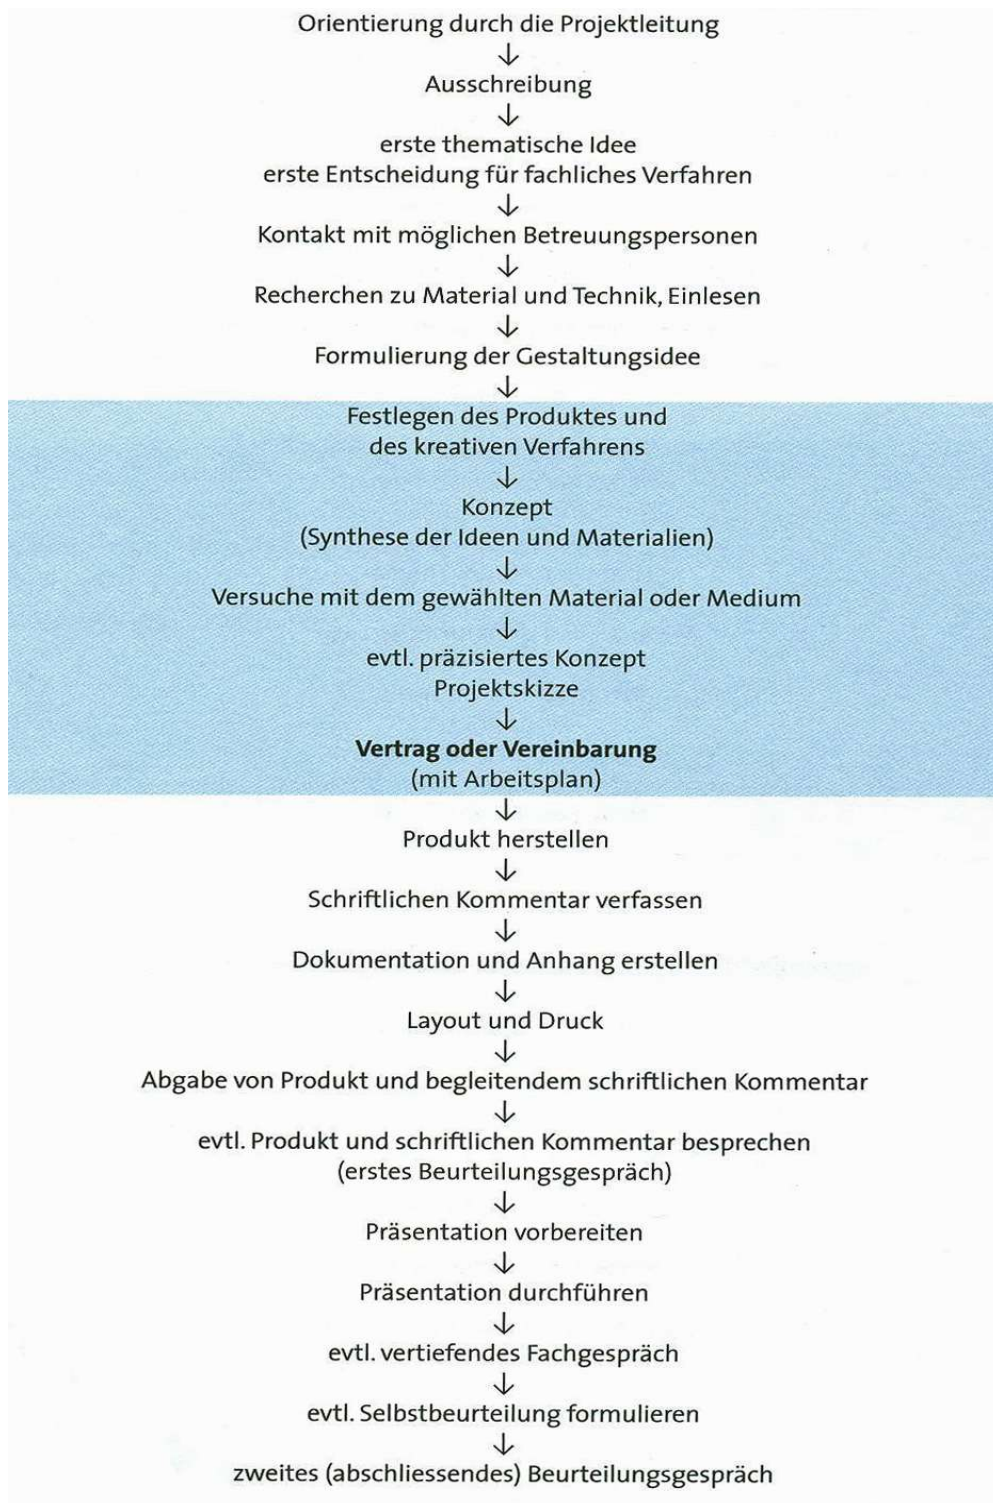 Orientierung durch die Projektleitung
↓
Ausschreibung
↓
erste thematische Idee
erste Entscheidung für fachliches Verfahren
↓
Kontakt mit möglichen Betreuungspersonen
↓
Recherchen zu Material und Technik, Einlesen
↓
Formulierung der Gestaltungsidee
↓
Festlegen des Produktes und
des kreativen Verfahrens
↓
Konzept
(Synthese der Ideen und Materialien)
↓
Versuche mit dem gewählten Material oder Medium
↓
evtl. präzisiertes Konzept
Projektskizze
↓
Vertrag oder Vereinbarung
(mit Arbeitsplan)
↓
Produkt herstellen
↓
Schriftlichen Kommentar verfassen
↓
Dokumentation und Anhang erstellen
↓
Layout und Druck
↓
Abgabe von Produkt und begleitendem schriftlichen Kommentar
↓
evtl. Produkt und schriftlichen Kommentar besprechen
(erstes Beurteilungsgespräch)
↓
Präsentation vorbereiten
↓
Präsentation durchführen
↓
evtl. vertiefendes Fachgespräch
↓
evtl. Selbstbeurteilung formulieren
↓
zweites (abschliessendes) Beurteilungsgespräch